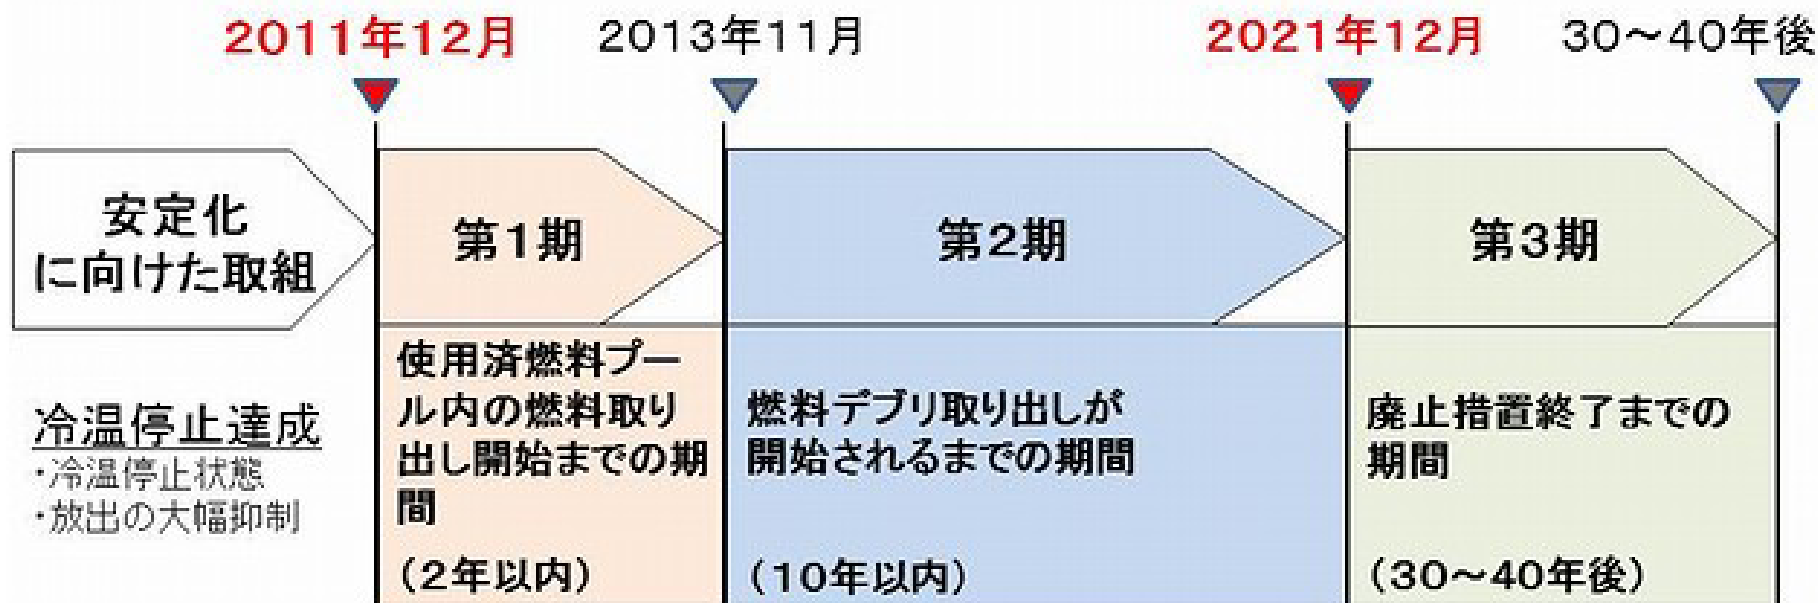 2011年12月
2013年11月
2021年12月
30～40年後
安定化
に向けた取組
第1期
第2期
第3期
冷温停止達成
・冷温停止状態
・放出の大幅抑制
使用済燃料プー
ル内の燃料取り
出し開始までの期
間
（2年以内）
燃料デブリ取り出しが
開始されるまでの期間
（10年以内）
廃止措置終了までの
期間
（30～40年後）